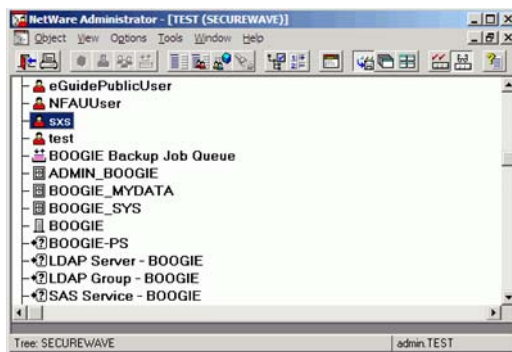 NetWare Administrator - [TEST (SECUREWAVE)]
Object View Options Tools Window Help
eGuidePublicUser
NFAUUser
sxs
test
BOOGIE Backup Job Queue
ADMIN_BOOGIE
BOOGIE_MYDATA
BOOGIE_SYS
BOOGIE
BOOGIE-PS
LDAP Server - BOOGIE
LDAP Group - BOOGIE
SAS Service - BOOGIE
Tree: SECUREWAVE admin.TEST